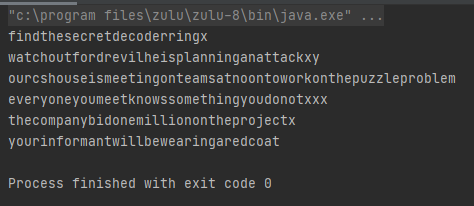 "c:\program files\zulu\zulu-8\bin\java.exe" ...
findthesecretdecoderringx
watchoutfordrevilheisplanninganattackxy
ourcshouseismeetingonteamsatnoontoworkonthepuzzleproblem
everyoneyoumeetknowssomethingyoudonotxxx
thecompanybidonemillionontheprojectx
yourinformantwillbewearingaredcoat
Process finished with exit code 0